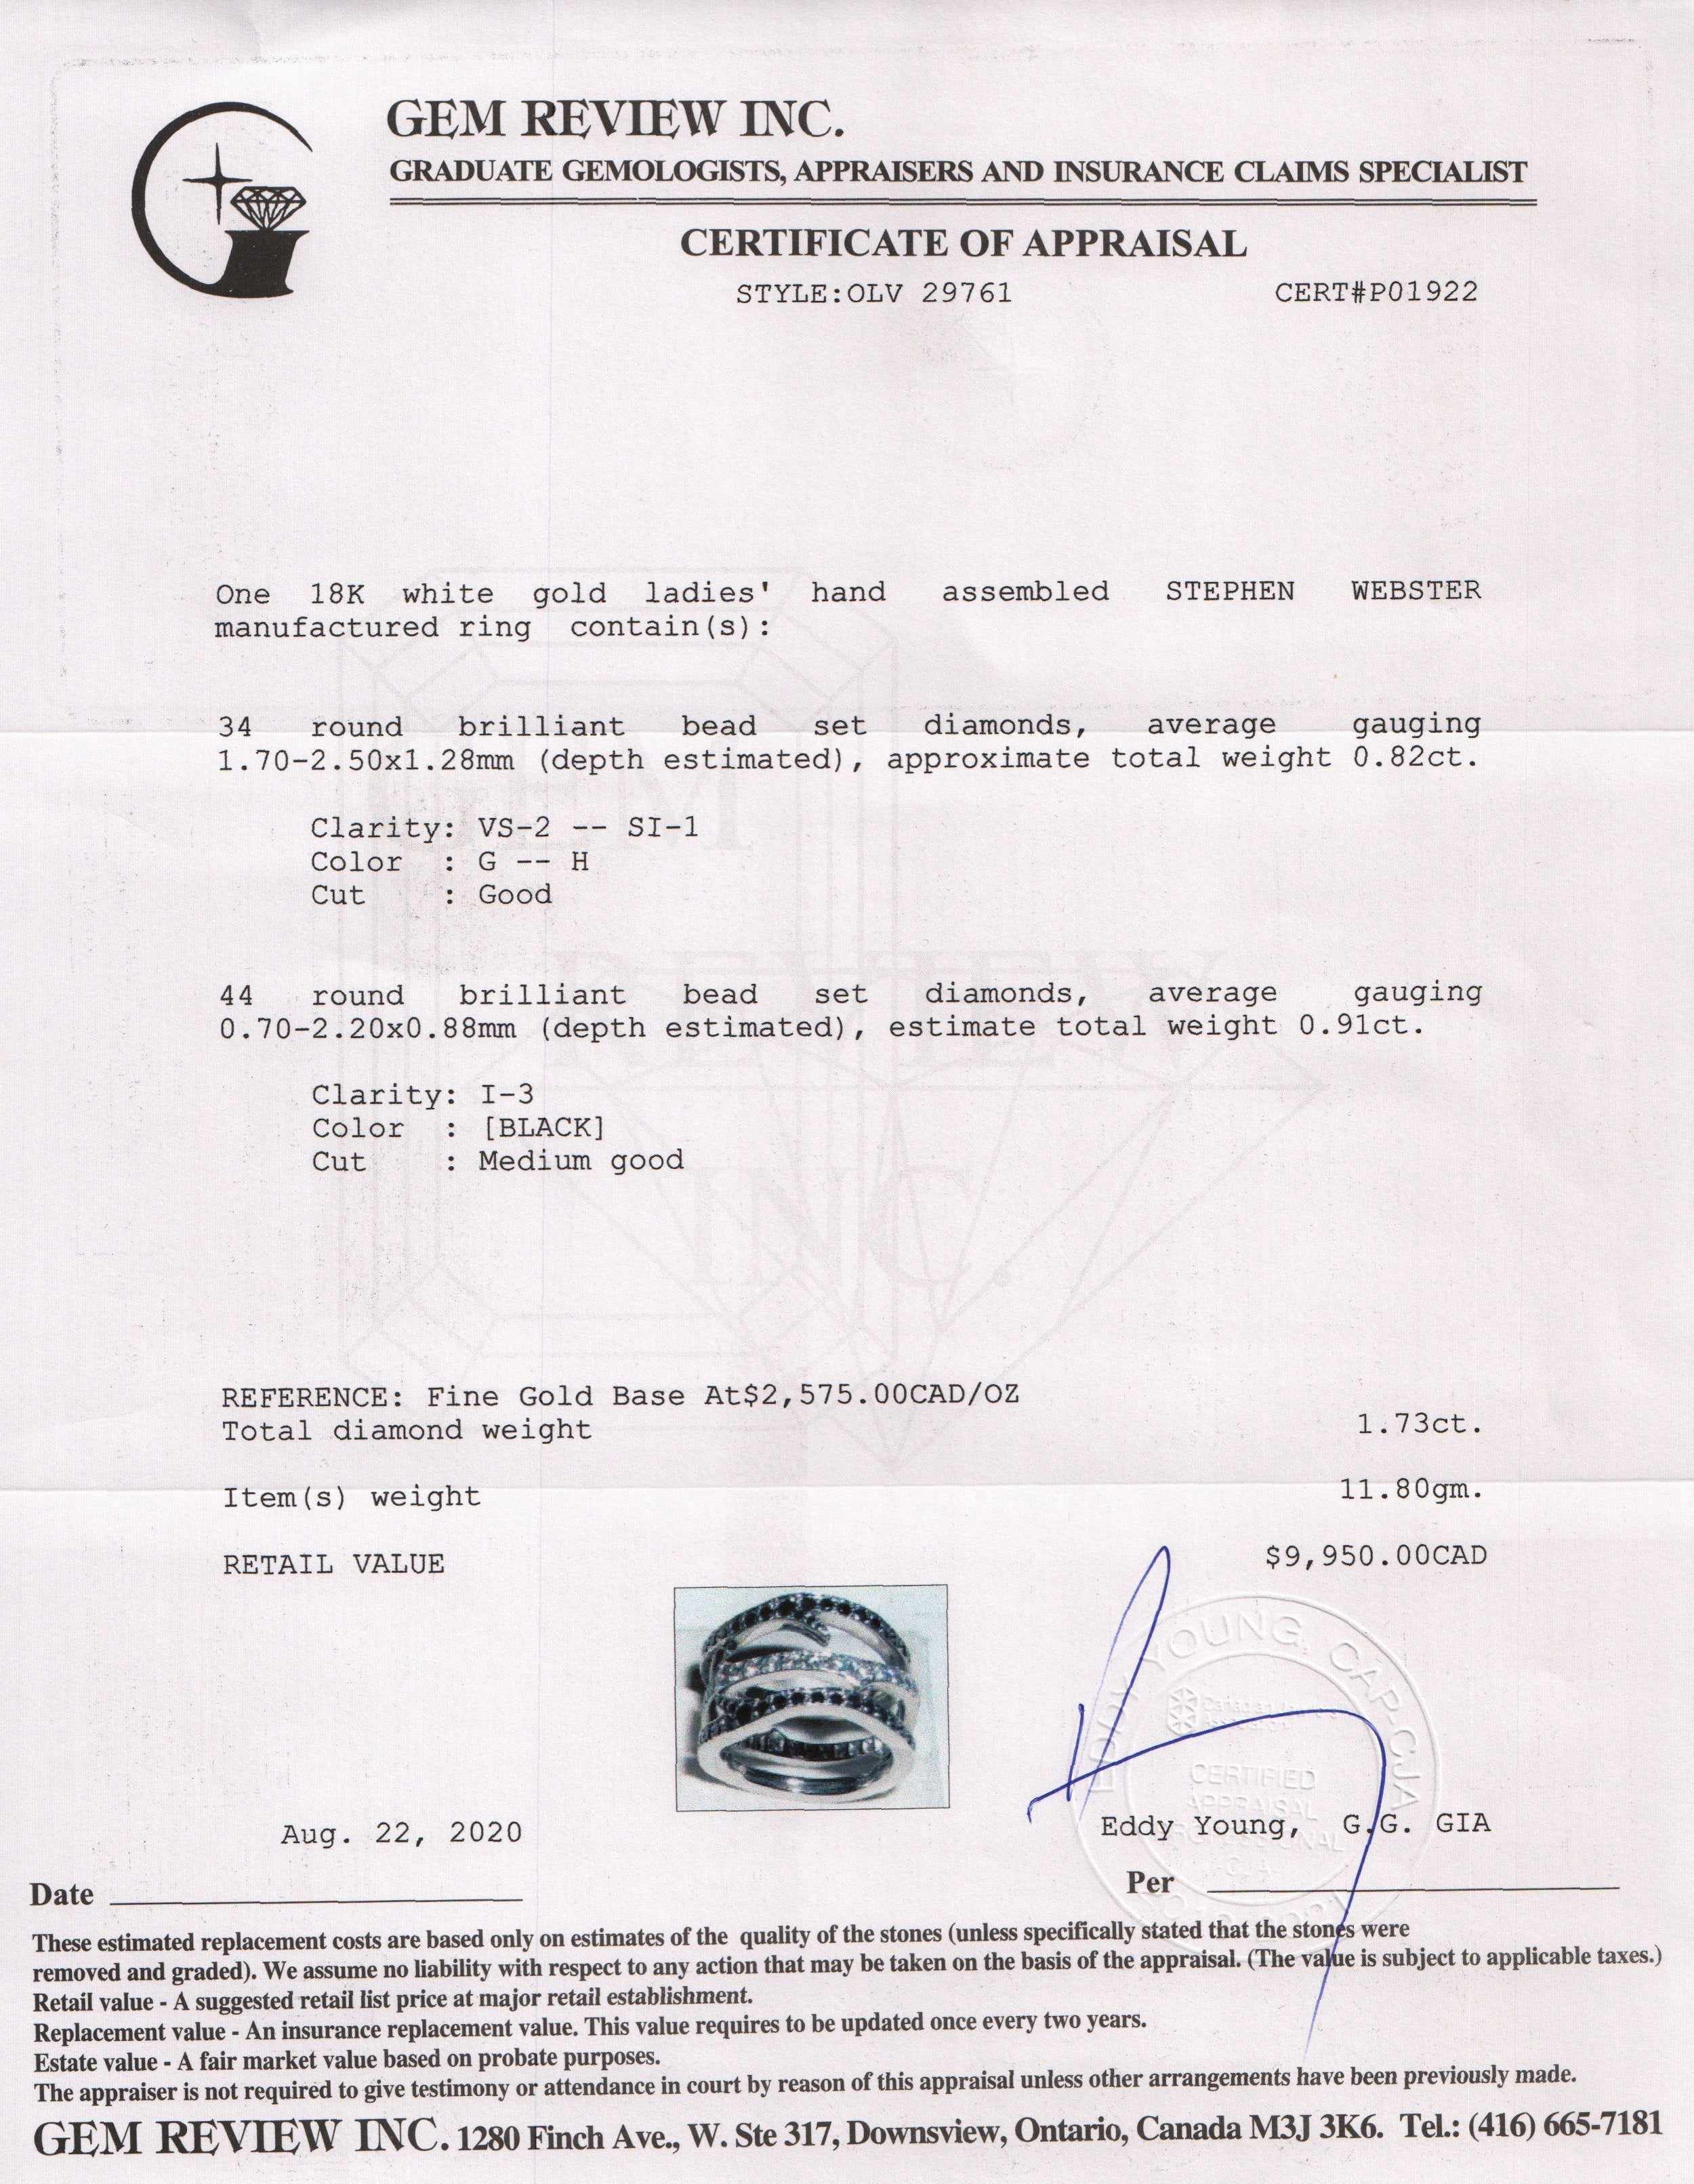 GEM REVIEW INC.
GRADUATE GEMOLOGISTS, APPRAISERS AND INSURANCE CLAIMS SPECIALIST
CERTIFICATE OF APPRAISAL
STYLE:OLV 29761 CERT#P01922
One 18K white gold ladies' hand assembled STEPHEN WEBSTER
manufactured ring contain(s):
34 round brilliant bead set diamonds, average gauging
1.70-2.50x1.28mm (depth estimated), approximate total weight 0.82ct.
Clarity: VS-2 -- SI-1
Color : G -- H
Cut : Good
44 round brilliant bead set diamonds, average gauging
0.70-2.20x0.88mm (depth estimated), estimate total weight 0.91ct.
Clarity: I-3
Color : [BLACK]
Cut : Medium good
GEM
REVIEW
INC.
REFERENCE: Fine Gold Base At$2,575.00CAD/OZ
Total diamond weight 1.73ct.
Item(s) weight 11.80gm.
RETAIL VALUE $9,950.00CAD
EDDY YOUNG, CAP-CJA
CERTIFIED
APPRAISAL
Aug. 22, 2020
Eddy Young, G.G. GIA
Date
Per
These estimated replacement costs are based only on estimates of the quality of the stones (unless specifically stated that the stones were
removed and graded). We assume no liability with respect to any action that may be taken on the basis of the appraisal. (The value is subject to applicable taxes.)
Retail value - A suggested retail list price at major retail establishment.
Replacement value - An insurance replacement value. This value requires to be updated once every two years.
Estate value - A fair market value based on probate purposes.
The appraiser is not required to give testimony or attendance in court by reason of this appraisal unless other arrangements have been previously made.
GEM REVIEW INC. 1280 Finch Ave., W. Ste 317, Downsview, Ontario, Canada M3J 3K6. Tel.: (416) 665-7181